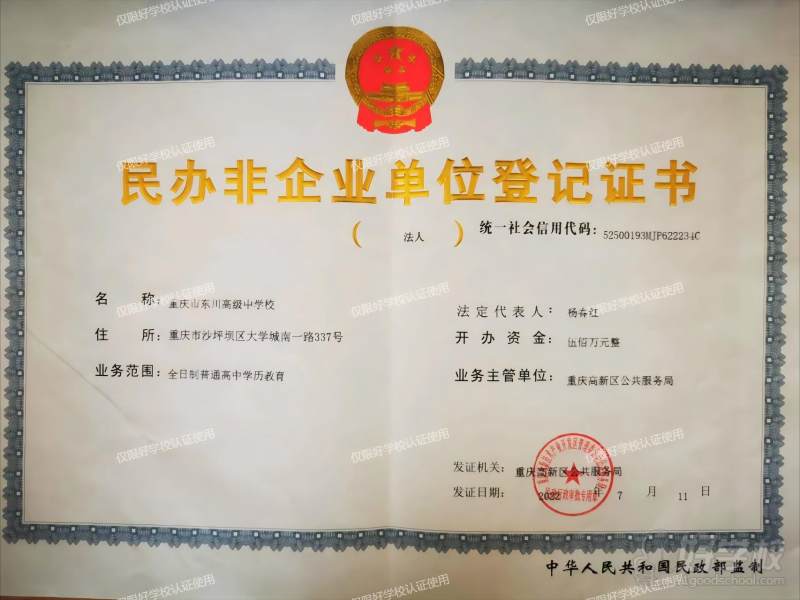 仅限好学校认证使用
民办非企业单位登记证书
( 法人 ) 统一社会信用代码: 52500193MJP622234C
名 称: 重庆市东川高级中学校
法定代表人: 杨春红
住 所: 重庆市沙坪坝区大学城南一路337号
开办资金: 伍佰万元整
业务范围: 全日制普通高中学历教育
业务主管单位: 重庆高新区公共服务局
发证机关: 重庆高新区公共服务局
发证日期: 2022 年 7 月 11 日
中华人民共和国民政部监制